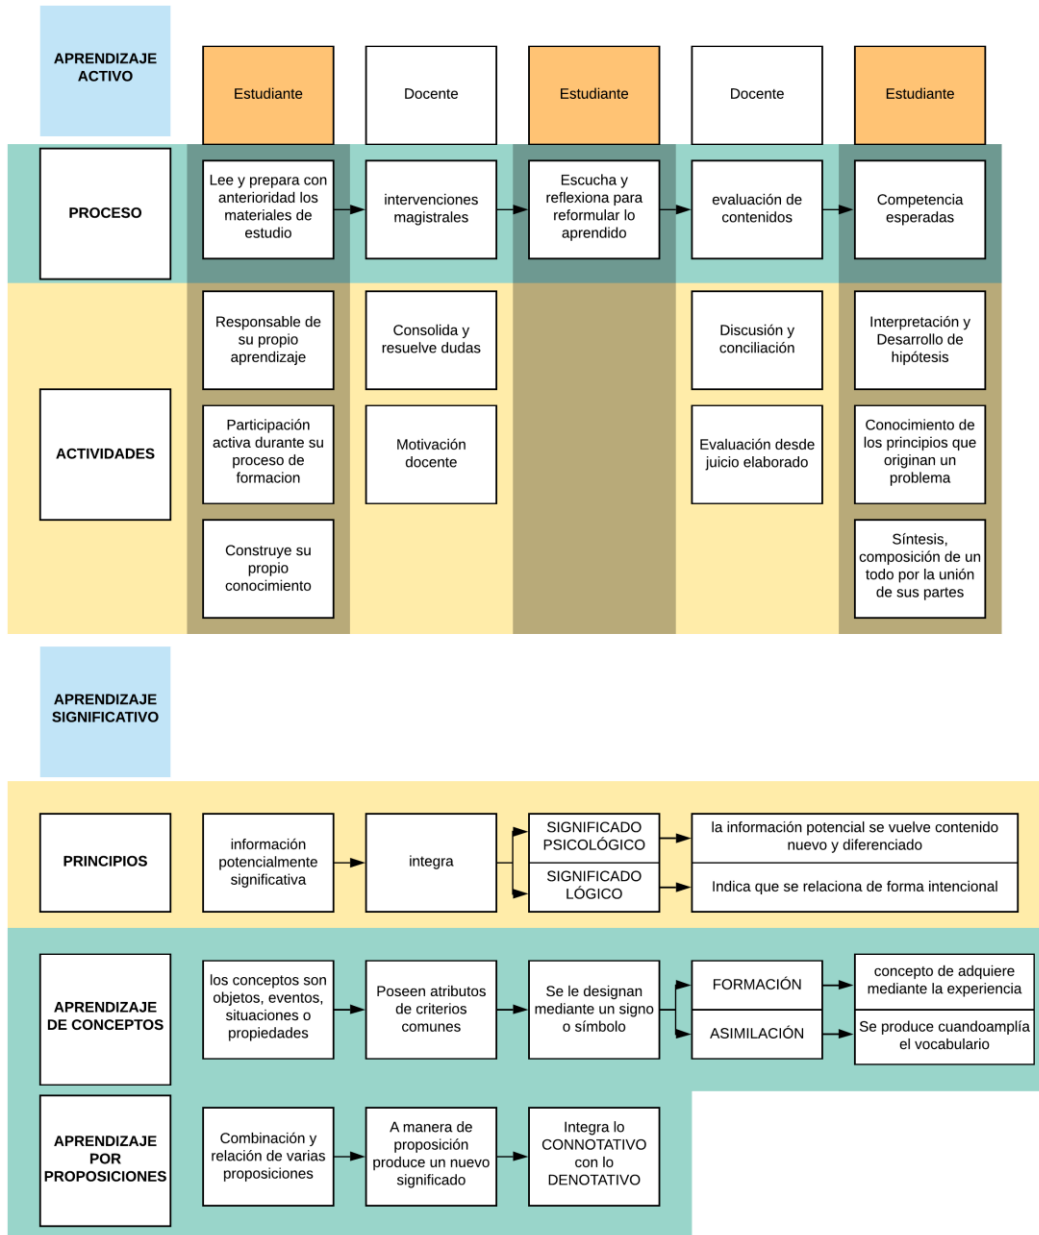 APRENDIZAJE
ACTIVO
Estudiante
Docente
Estudiante
Docente
Estudiante
PROCESO
Lee y prepara con
anterioridad los
materiales de
estudio
intervenciones
magistrales
Escucha y
reflexiona para
reformular lo
aprendido
evaluación de
contenidos
Competencia
esperadas
ACTIVIDADES
Responsable de
su propio
aprendizaje
Consolida y
resuelve dudas
Discusión y
conciliación
Interpretación y
Desarrollo de
hipótesis
Participación
activa durante su
proceso de
formacion
Motivación
docente
Evaluación desde
juicio elaborado
Conocimiento de
los principios que
originan un
problema
Construye su
propio
conocimiento
Síntesis,
composición de un
todo por la unión
de sus partes
APRENDIZAJE
SIGNIFICATIVO
PRINCIPIOS
información
potencialmente
significativa
integra
SIGNIFICADO
PSICOLÓGICO
la información potencial se vuelve contenido
nuevo y diferenciado
SIGNIFICADO
LÓGICO
Indica que se relaciona de forma intencional
APRENDIZAJE
DE CONCEPTOS
los conceptos son
objetos, eventos,
situaciones o
propiedades
Poseen atributos
de criterios
comunes
Se le designan
mediante un signo
o símbolo
FORMACIÓN
concepto de adquiere
mediante la experiencia
ASIMILACIÓN
Se produce cuandoamplía
el vocabulario
APRENDIZAJE
POR
PROPOSICIONES
Combinación y
relación de varias
proposiciones
A manera de
proposición
produce un nuevo
significado
Integra lo
CONNOTATIVO
con lo
DENOTATIVO